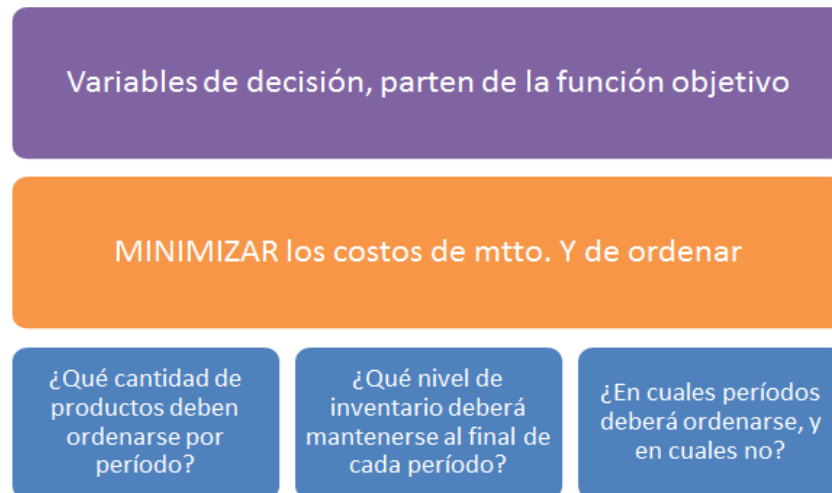 Variables de decisión, parten de la función objetivo
MINIMIZAR los costos de mtto. Y de ordenar
¿Qué cantidad de
productos deben
ordenarse por
período?
¿Qué nivel de
inventario deberá
mantenerse al final de
cada período?
¿En cuales períodos
deberá ordenarse, y
en cuales no?